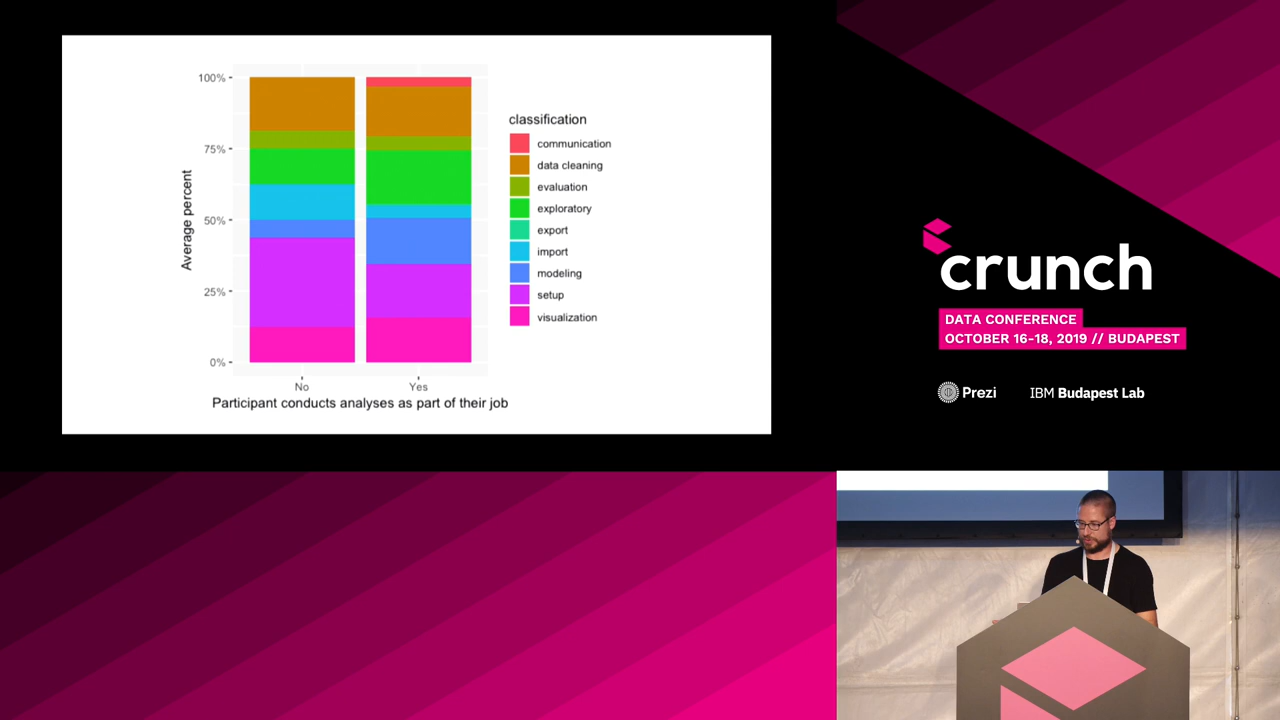 100%
75%
50%
25%
0%
Average percent
No
Yes
Participant conducts analyses as part of their job
classification
communication
data cleaning
evaluation
exploratory
export
import
modeling
setup
visualization
crunch
DATA CONFERENCE
OCTOBER 16-18, 2019 // BUDAPEST
Prezi
IBM Budapest Lab